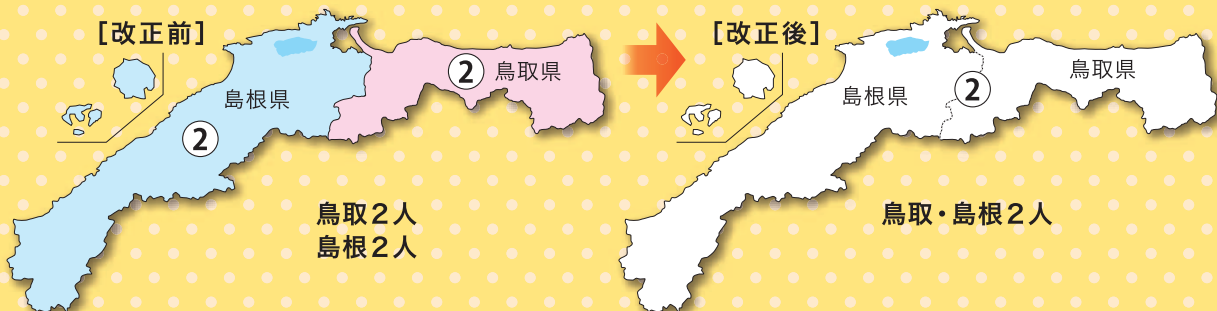 [改正前]
島根県
②
② 鳥取県
鳥取2人
島根2人
[改正後]
島根県
②
鳥取県
鳥取・島根2人